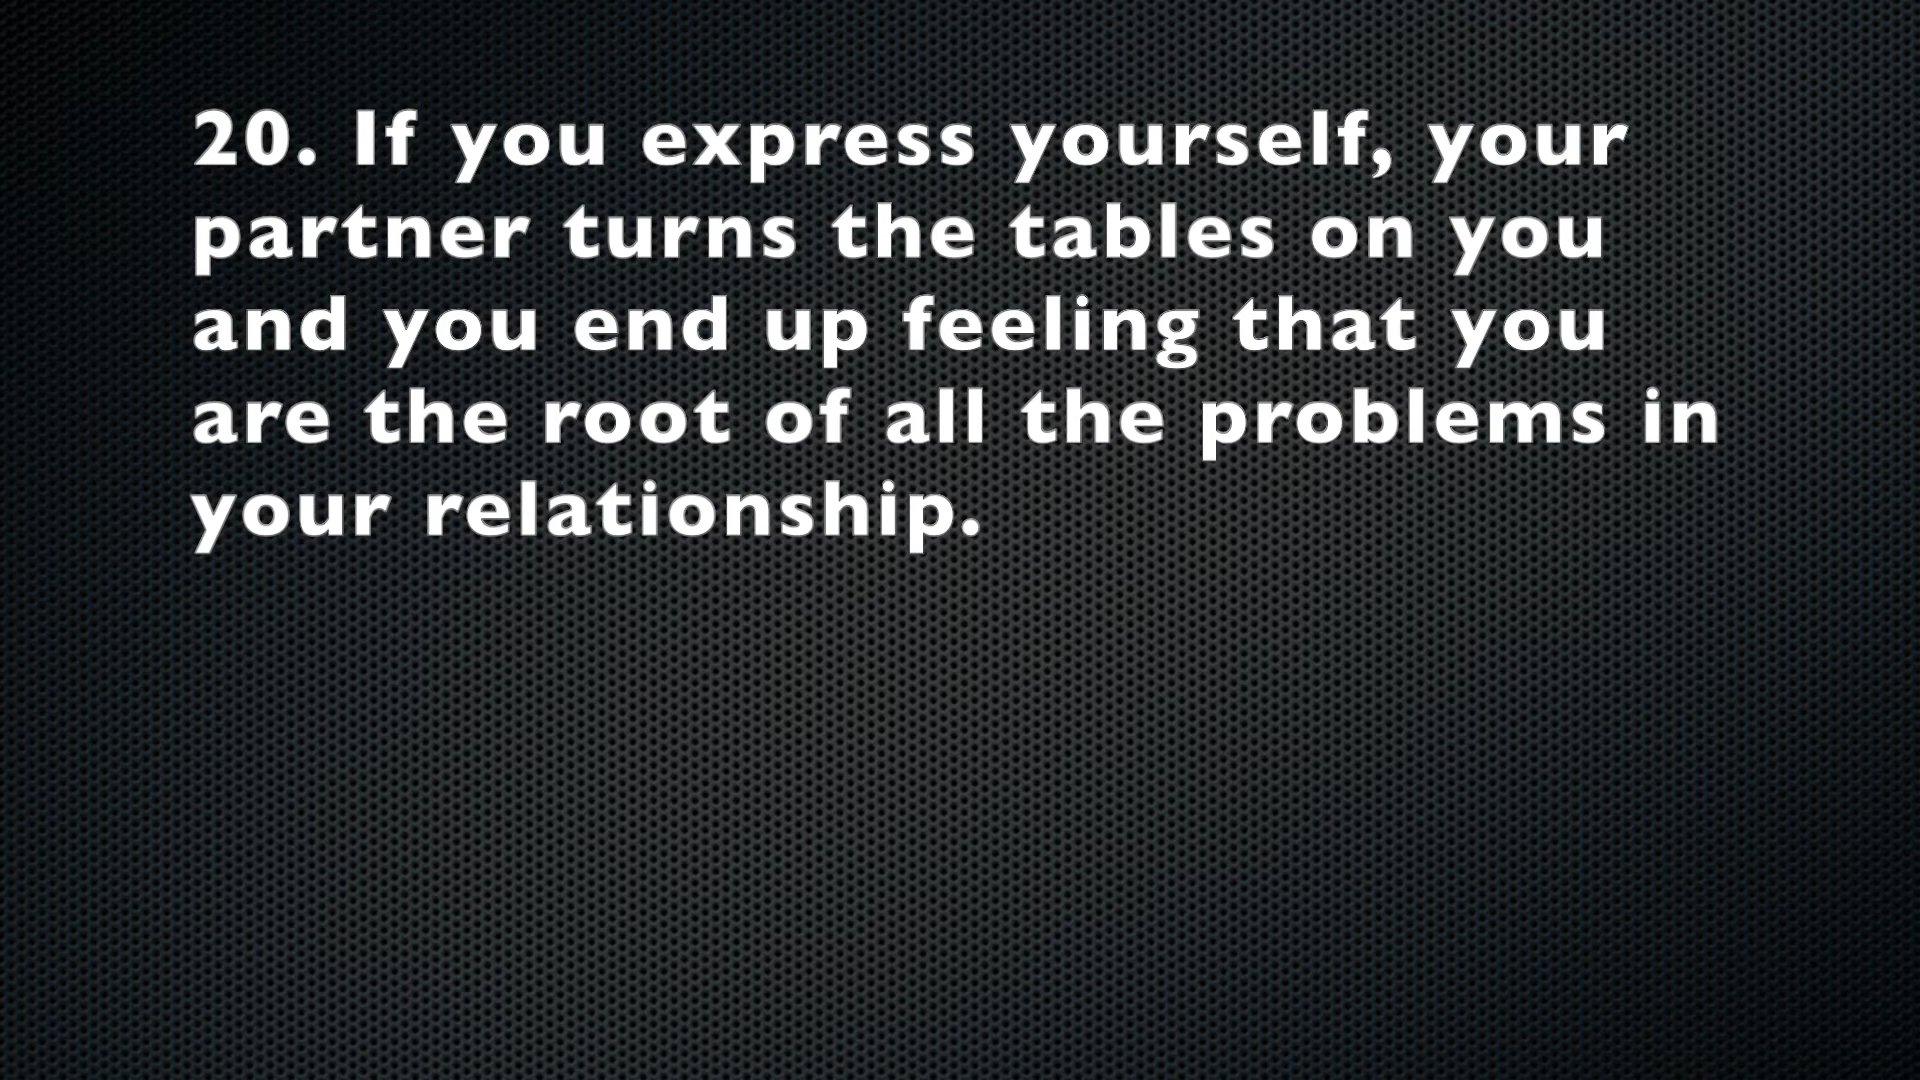 20. If you express yourself, your
partner turns the tables on you
and you end up feeling that you
are the root of all the problems in
your relationship.